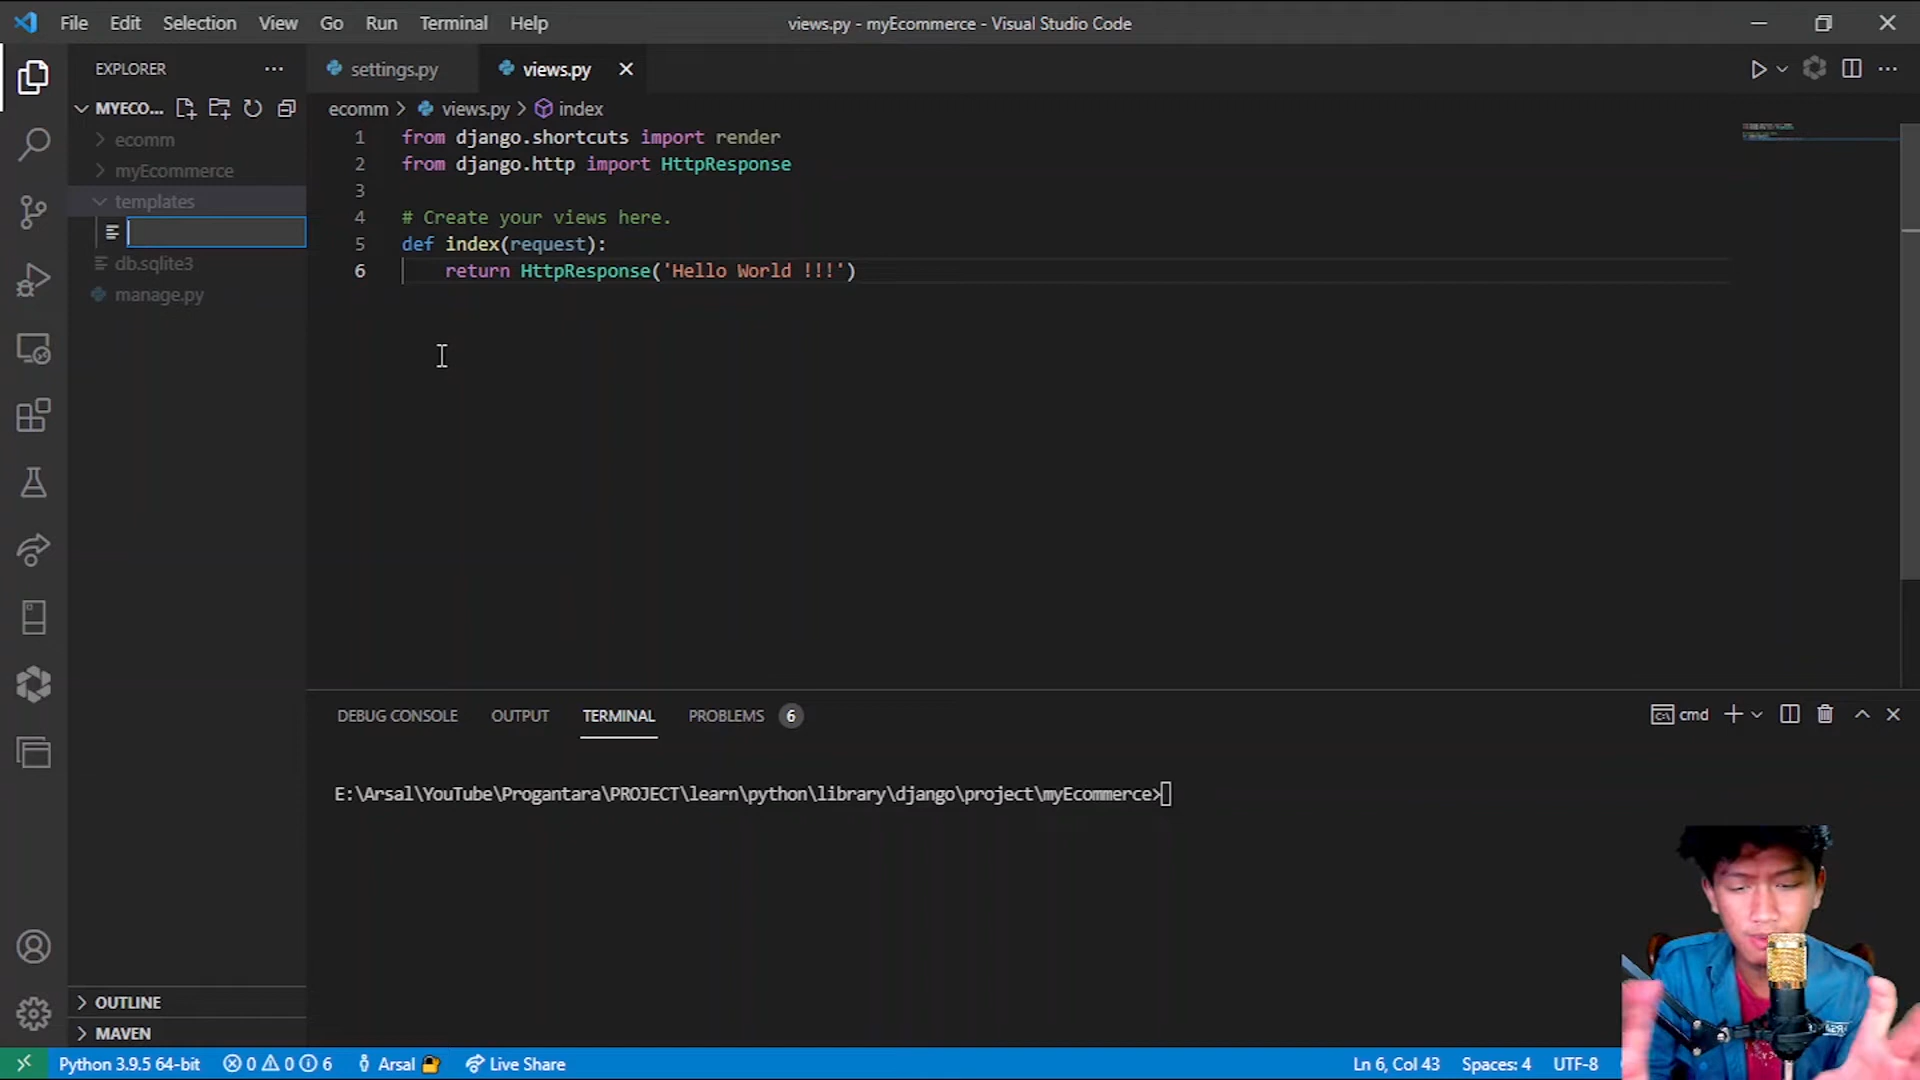 File Edit Selection View Go Run Terminal Help
views.py - myEcommerce - Visual Studio Code
EXPLORER
MYECO...
ecomm
myEcommerce
templates
db.sqlite3
manage.py
OUTLINE
MAVEN
settings.py views.py
ecomm > views.py > index
1 from django.shortcuts import render
2 from django.http import HttpResponse
3
4 # Create your views here.
5 def index(request):
6 return HttpResponse('Hello World !!!')
DEBUG CONSOLE OUTPUT TERMINAL PROBLEMS 6
cmd
E:\Arsal\YouTube\Progantara\PROJECT\learn\python\library\django\project\myEcommerce>
Python 3.9.5 64-bit 0 0 6 Arsal Live Share Ln 6, Col 43 Spaces: 4 UTF-8